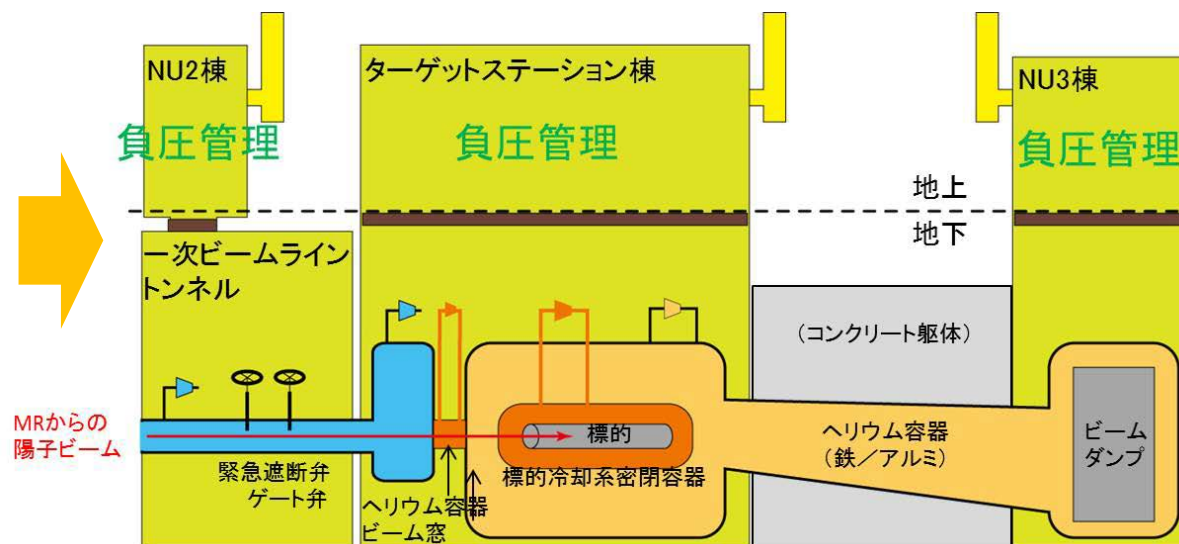 NU2棟
負圧管理
ターゲットステーション棟
負圧管理
NU3棟
負圧管理
地上
地下
一次ビームライン
トンネル
(コンクリート躯体)
MRからの
陽子ビーム
標的
ヘリウム容器
(鉄/アルミ)
ビーム
ダンプ
緊急遮断弁
ゲート弁
標的冷却系密閉容器
ヘリウム容器
ビーム窓